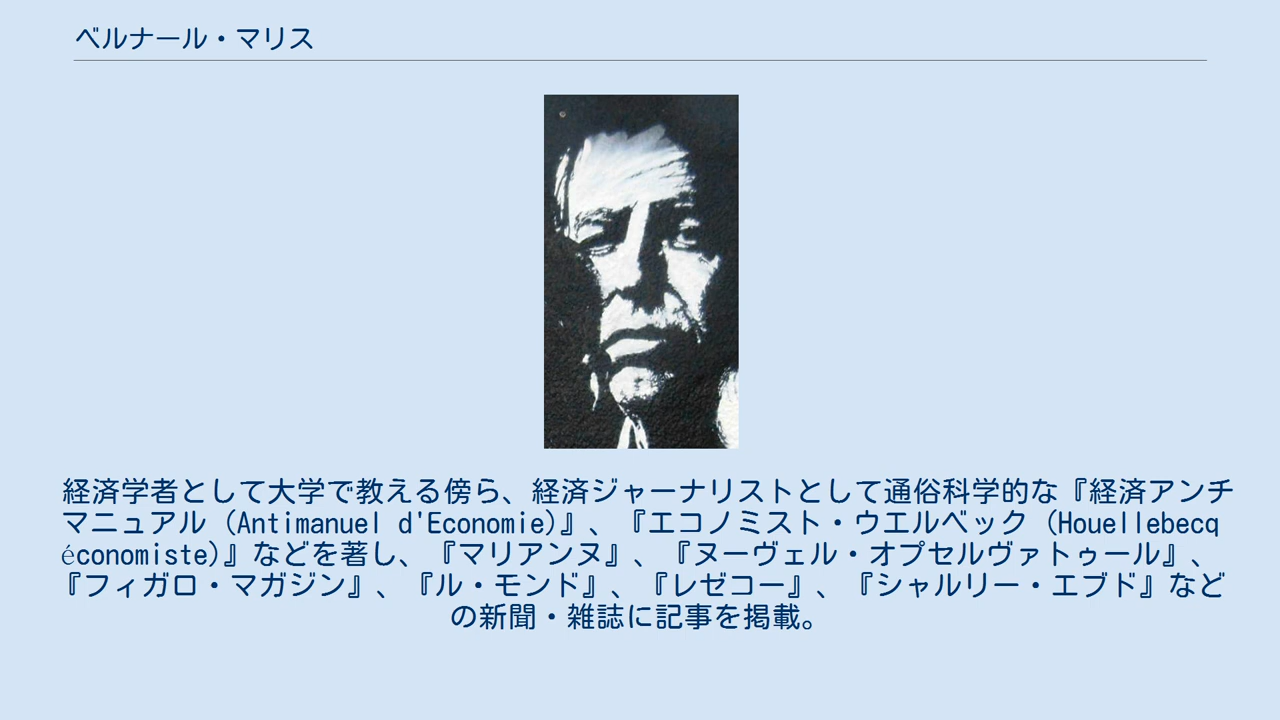 ベルナール・マリス
経済学者として大学で教える傍ら、経済ジャーナリストとして通俗科学的な『経済アンチ
マニュアル (Antimanuel d'Economie)』、『エコノミスト・ウエルベック (Houellebecq
économiste)』などを著し、『マリアンヌ』、『ヌーヴェル・オプセルヴァトゥール』、
『フィガロ・マガジン』、『ル・モンド』、『レゼコー』、『シャルリー・エブド』など
の新聞・雑誌に記事を掲載。